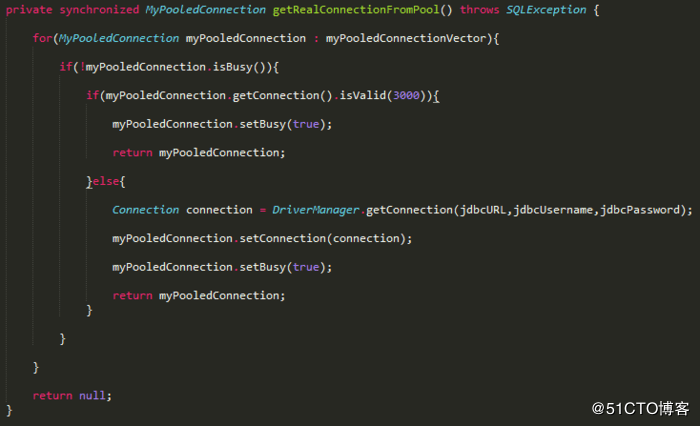 private synchronized MyPooledConnection getRealConnectionFromPool() throws SQLException {
for(MyPooledConnection myPooledConnection : myPooledConnectionVector){
if(!myPooledConnection.isBusy()){
if(myPooledConnection.getConnection().isValid(3000)){
myPooledConnection.setBusy(true);
return myPooledConnection;
}else{
Connection connection = DriverManager.getConnection(jdbcURL,jdbcUsername,jdbcPassword);
myPooledConnection.setConnection(connection);
myPooledConnection.setBusy(true);
return myPooledConnection;
}
}
}
return null;
}
@51CTO博客